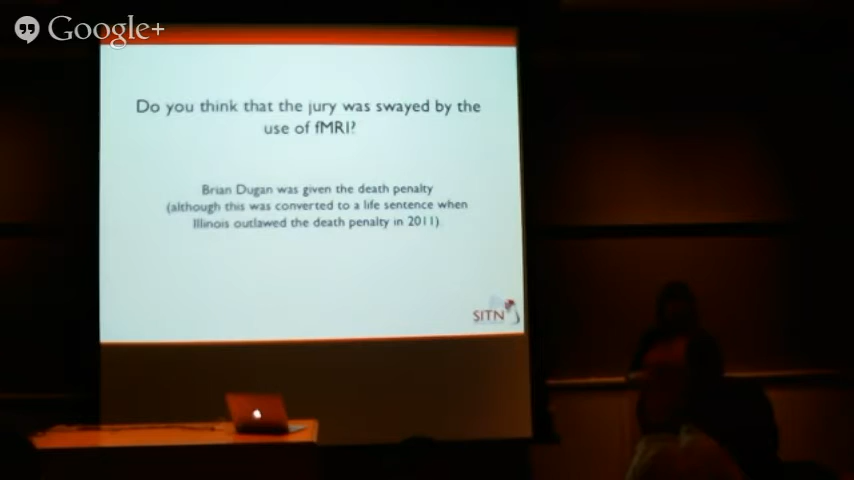 Google+
Do you think that the jury was swayed by the
use of fMRI?
Brian Dugan was given the death penalty
(although this was converted to a life sentence when
Illinois outlawed the death penalty in 2011)
SITN